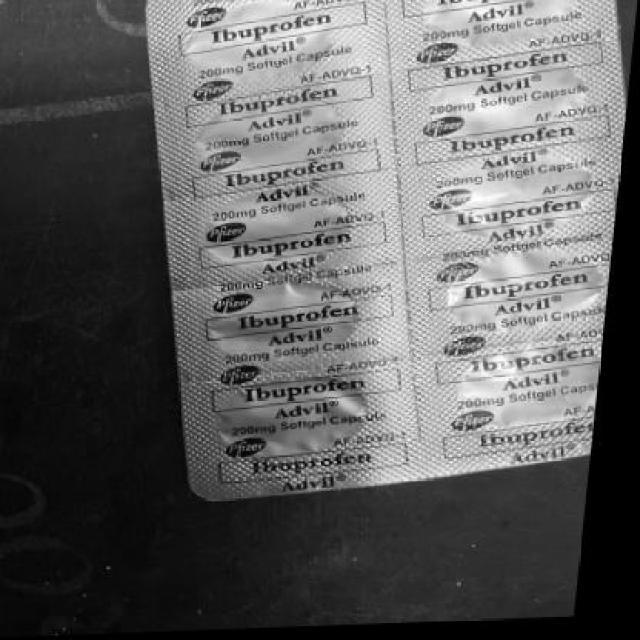 Pfizer
Ibuprofen
Advil®
200mg Softgel Capsule
Pfizer AF-ADVQ-1
Ibuprofen
Advil®
200mg Softgel Capsule
Pfizer AF-ADVQ-1
Ibuprofen
Advil®
200mg Softgel Capsule
Pfizer AF-ADVQ-1
Ibuprofen
Advil®
200mg Softgel Capsule
Pfizer AF-ADVQ-1
Ibuprofen
Advil®
200mg Softgel Capsule
Pfizer AF-ADVQ-1
Ibuprofen
Advil®
200mg Softgel Capsule
Pfizer AF-ADVQ-1
Ibuprofen
Advil®
Ibuprofen
Advil®
200mg Softgel Capsule
Pfizer AF-ADVQ-1
Ibuprofen
Advil®
200mg Softgel Capsule
Pfizer AF-ADVQ-1
Ibuprofen
Advil®
200mg Softgel Capsule
Pfizer AF-ADVQ
Ibuprofen
Advil®
200mg Softgel Capsule
Pfizer AF-ADVQ
Ibuprofen
Advil®
200mg Softgel Capsu
Pfizer AF-ADV
Ibuprofen
Advil®
200mg Softgel Caps
Pfizer AF-A
Ibuprofe
Advil®